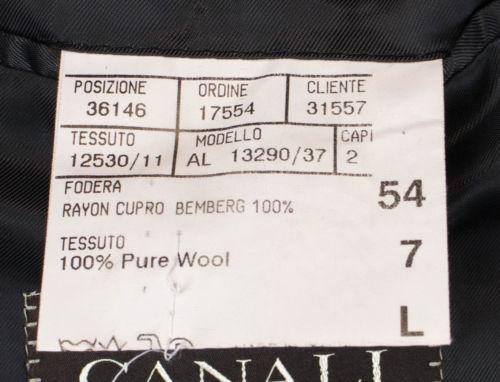 POSIZIONE ORDINE CLIENTE
36146 17554 31557
TESSUTO MODELLO CAPI
12530/11 AL 13290/37 2
FODERA
RAYON CUPRO BEMBERG 100% 54
TESSUTO
100% Pure Wool 7
L
CANALI